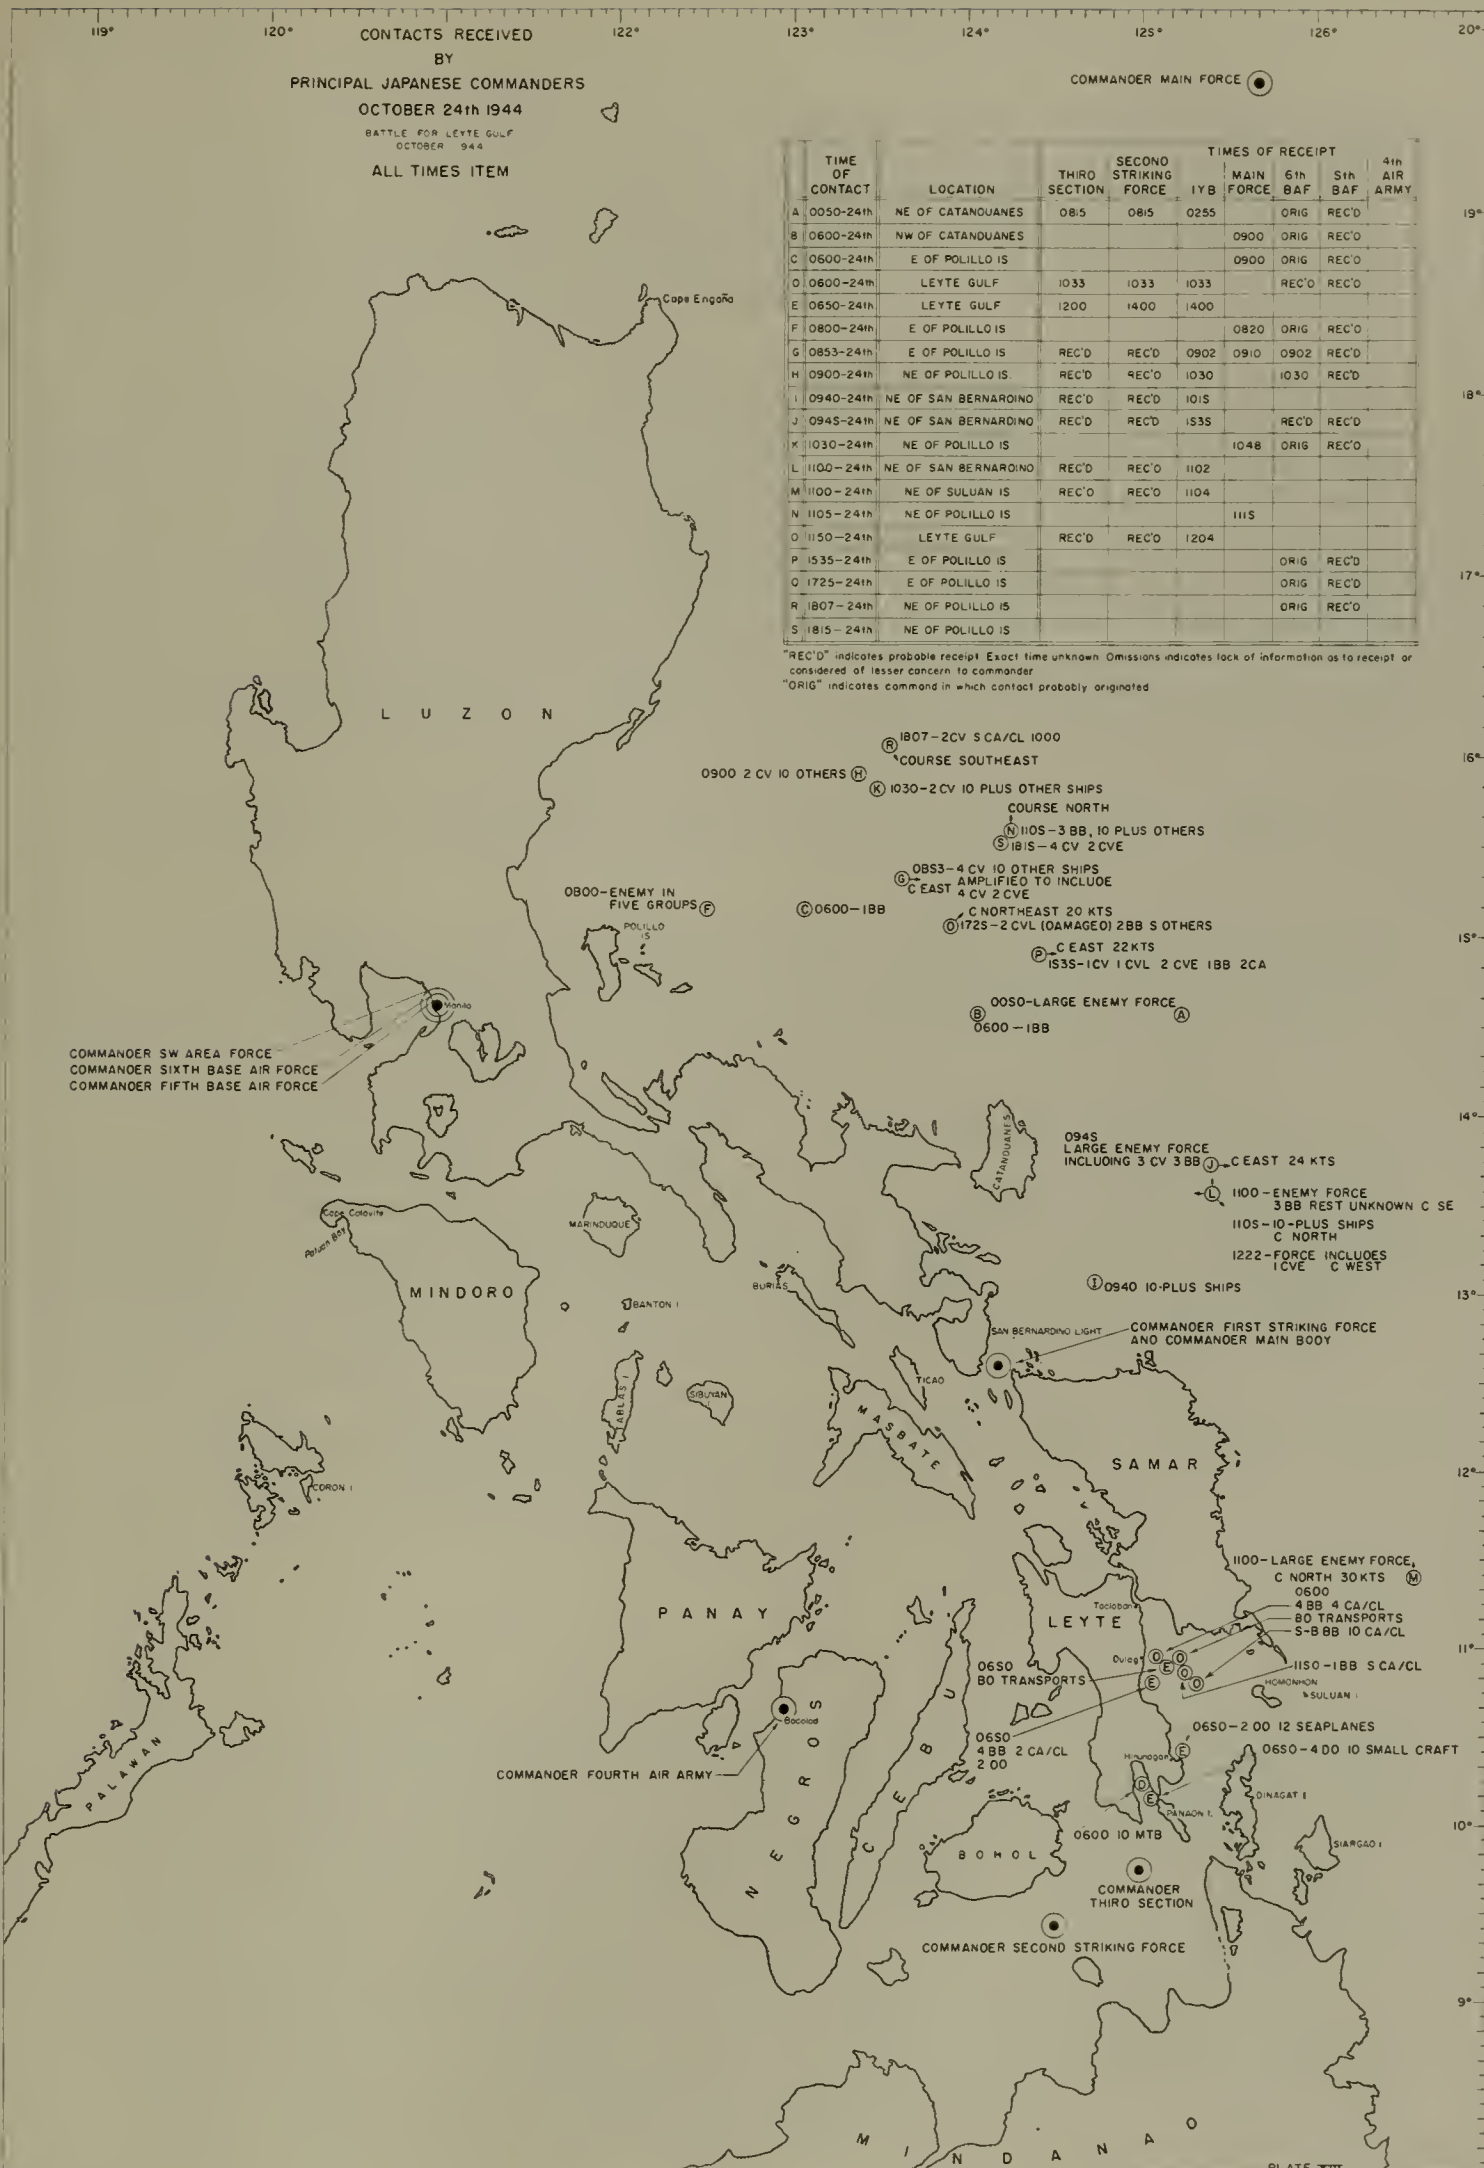 119° 120° 122° 123° 124° 125° 126° 20°
CONTACTS RECEIVED
BY
PRINCIPAL JAPANESE COMMANDERS
OCTOBER 24th 1944
BATTLE FOR LEYTE GULF
OCTOBER 944
ALL TIMES ITEM
COMMANDER MAIN FORCE
TIMES OF RECEIPT
TIME OF CONTACT LOCATION THIRD SECTION SECOND STRIKING FORCE 1YB MAIN FORCE 6th BAF 5th BAF 4th AIR ARMY
A 0050-24th NE OF CATANDUANES 0815 0815 0255 ORIG REC'D
B 0600-24th NW OF CATANDUANES 0900 ORIG REC'D
C 0600-24th E OF POLILLO IS 0900 ORIG REC'D
D 0600-24th LEYTE GULF 1033 1033 1033 REC'D REC'D
E 0650-24th LEYTE GULF 1200 1400 1400
F 0800-24th E OF POLILLO IS 0820 ORIG REC'D
G 0853-24th E OF POLILLO IS REC'D REC'D 0902 0910 0902 REC'D
H 0900-24th NE OF POLILLO IS. REC'D REC'D 1030 1030 REC'D
I 0940-24th NE OF SAN BERNARDINO REC'D REC'D 1015
J 0945-24th NE OF SAN BERNARDINO REC'D REC'D 1535 REC'D REC'D
K 1030-24th NE OF POLILLO IS 1048 ORIG REC'D
L 1100-24th NE OF SAN BERNARDINO REC'D REC'D 1102
M 1100-24th NE OF SULUAN IS REC'D REC'D 1104
N 1105-24th NE OF POLILLO IS 1115
O 1150-24th LEYTE GULF REC'D REC'D 1204
P 1535-24th E OF POLILLO IS ORIG REC'D
Q 1725-24th E OF POLILLO IS ORIG REC'D
R 1807-24th NE OF POLILLO IS ORIG REC'D
S 1815-24th NE OF POLILLO IS
"REC'D" indicates probable receipt Exact time unknown Omissions indicates lack of information as to receipt or
considered of lesser concern to commander
"ORIG" indicates command in which contact probably originated
19°
18°
17°
16°
15°
14°
13°
12°
11°
10°
9°
Cape Engaño
LUZON
R 1807-2CV 5 CA/CL 1000
COURSE SOUTHEAST
0900 2 CV 10 OTHERS H
K 1030-2 CV 10 PLUS OTHER SHIPS
COURSE NORTH
N 1105-3 BB, 10 PLUS OTHERS
S 1815-4 CV 2 CVE
0853-4 CV 10 OTHER SHIPS
G C EAST AMPLIFIED TO INCLUDE
4 CV 2 CVE
0800-ENEMY IN
FIVE GROUPS F
C 0600-1BB
C NORTHEAST 20 KTS
Q 1725-2 CVL (DAMAGED) 2BB 5 OTHERS
POLILLO
IS
C EAST 22 KTS
P 1535-1CV 1 CVL 2 CVE 1BB 2CA
0050-LARGE ENEMY FORCE
B A
0600-1BB
Manila
COMMANDER SW AREA FORCE
COMMANDER SIXTH BASE AIR FORCE
COMMANDER FIFTH BASE AIR FORCE
CATANDUANES
0945
LARGE ENEMY FORCE
INCLUDING 3 CV 3 BB J C EAST 24 KTS
L 1100-ENEMY FORCE
3 BB REST UNKNOWN C SE
1105-10-PLUS SHIPS
C NORTH
1222-FORCE INCLUDES
1 CVE C WEST
I 0940 10-PLUS SHIPS
Cape Calavite
Paluan Bay
MARINDUQUE
MINDORO
BURIAS
BANTON I
SAN BERNARDINO LIGHT
COMMANDER FIRST STRIKING FORCE
AND COMMANDER MAIN BODY
TICAO
TABLAS I
SIBUYAN
MASBATE
SAMAR
CORON I
1100-LARGE ENEMY FORCE,
C NORTH 30 KTS M
0600
4 BB 4 CA/CL
80 TRANSPORTS
5-8 BB 10 CA/CL
PANAY
LEYTE
Tacloban
Dulag
0650
80 TRANSPORTS
1150-1BB 5 CA/CL
HOMONHON
SULUAN I
0650
4 BB 2 CA/CL
2 DD
0650-2 DD 12 SEAPLANES
0650-4 DD 10 SMALL CRAFT
Hinunagan
Bacolod
COMMANDER FOURTH AIR ARMY
NEGROS
CEBU
PALAWAN
PANAON I.
DINAGAT I
SIARGAO I
0600 10 MTB
BOHOL
COMMANDER
THIRD SECTION
COMMANDER SECOND STRIKING FORCE
MINDANAO